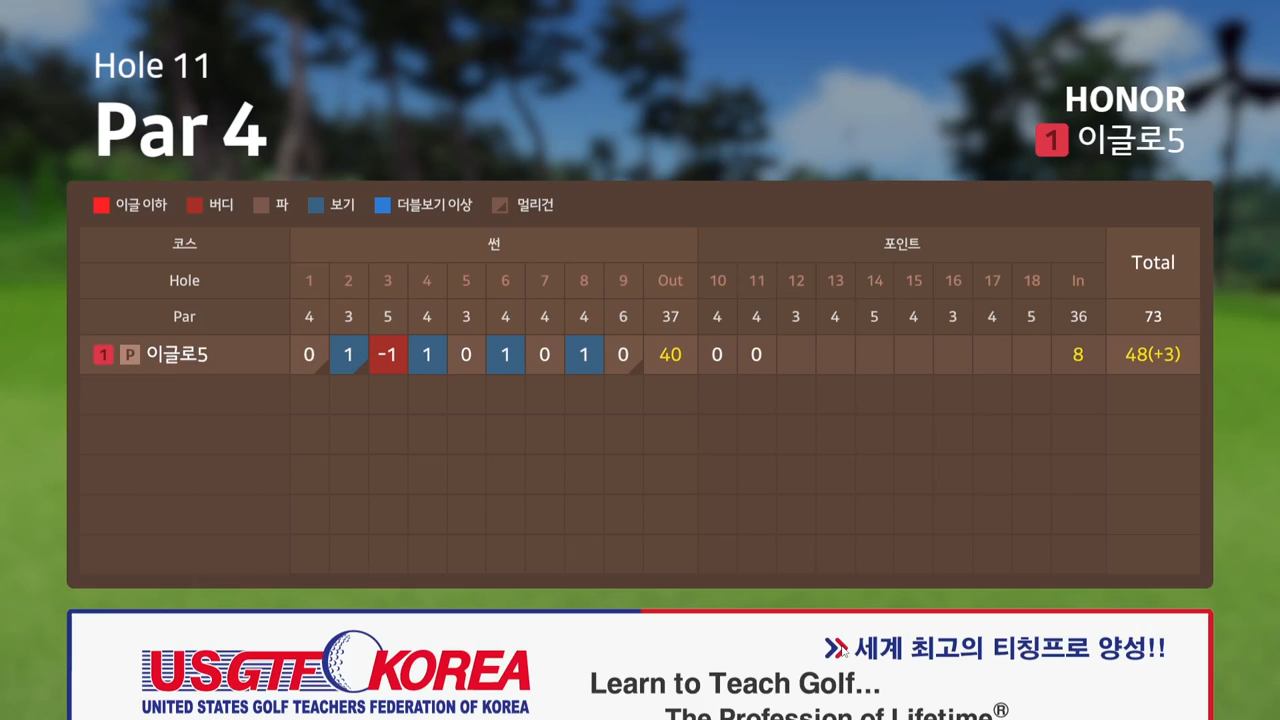 Hole 11
Par 4
HONOR
1 이글로5
이글 이하 버디 파 보기 더블보기 이상 멀리건
코스 썬 포인트 Total
Hole 1 2 3 4 5 6 7 8 9 Out 10 11 12 13 14 15 16 17 18 In
Par 4 3 5 4 3 4 4 4 6 37 4 4 3 4 5 4 3 4 5 36 73
1 P 이글로5 0 1 -1 1 0 1 0 1 0 40 0 0 8 48(+3)
USGTF KOREA
UNITED STATES GOLF TEACHERS FEDERATION OF KOREA
세계 최고의 티칭프로 양성!!
Learn to Teach Golf...
The Profession of Lifetime®